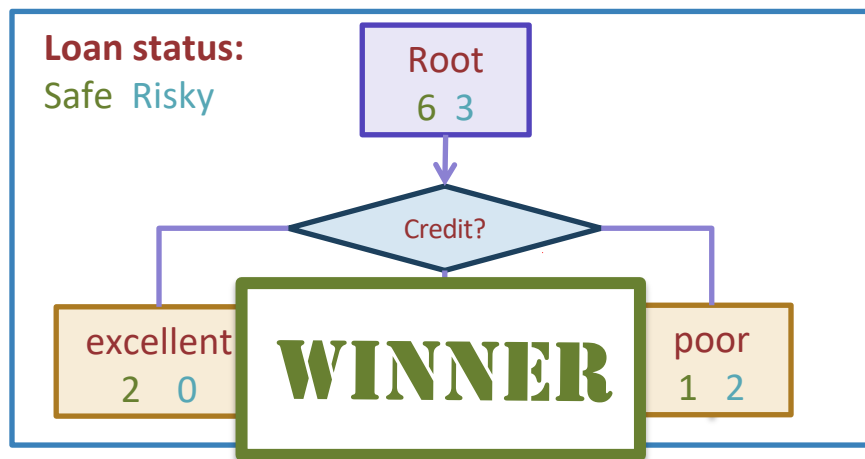 Loan status:
Safe Risky
Root
6 3
Credit?
excellent
2 0
WINNER
poor
1 2